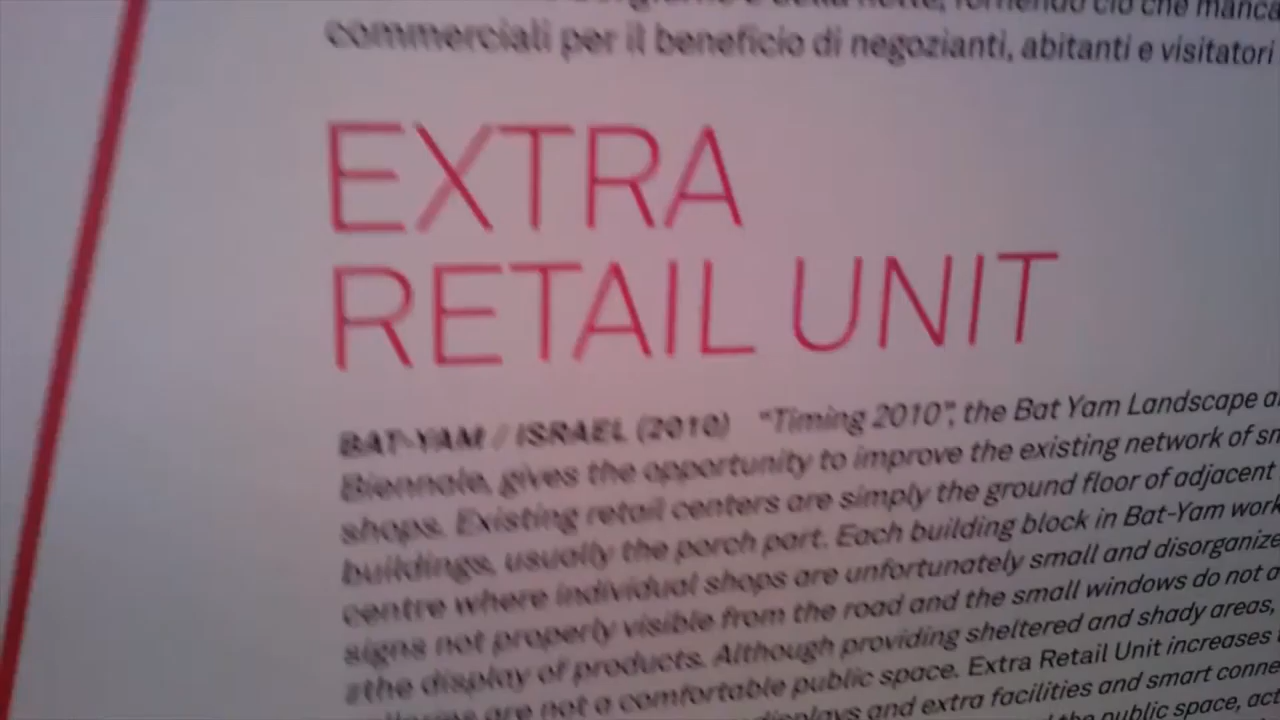 commerciali per il beneficio di negozianti, abitanti e visitatori
EXTRA
RETAIL UNIT
BAT-YAM / ISRAEL (2010) "Timing 2010", the Bat Yam Landscape
Biennale, gives the opportunity to improve the existing network of
shops. Existing retail centers are simply the ground floor of adjacent
buildings, usually the porch part. Each building block in Bat-Yam
centre where individual shops are unfortunately small and
signs not properly visible from the road and the small windows do not
the display of products. Although providing sheltered and shady areas,
are not a comfortable public space. Extra Retail Unit increases
and extra facilities and smart
public space,